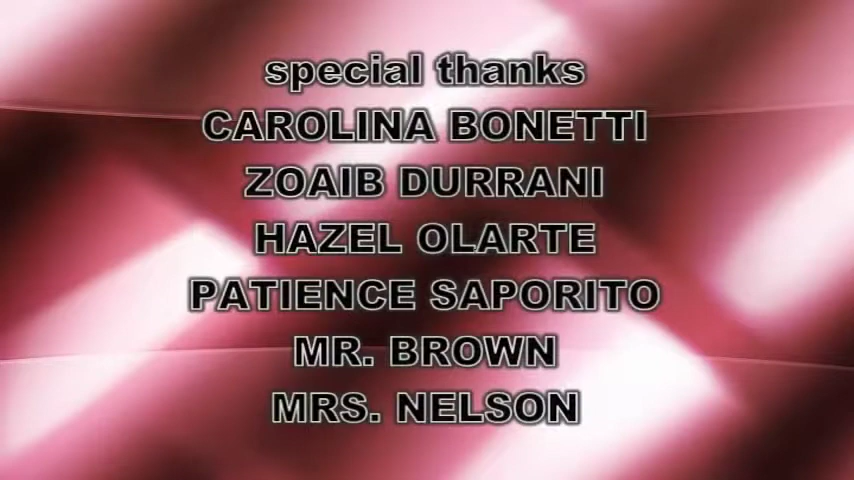 special thanks
CAROLINA BONETTI
ZOAIB DURRANI
HAZEL OLARTE
PATIENCE SAPORITO
MR. BROWN
MRS. NELSON